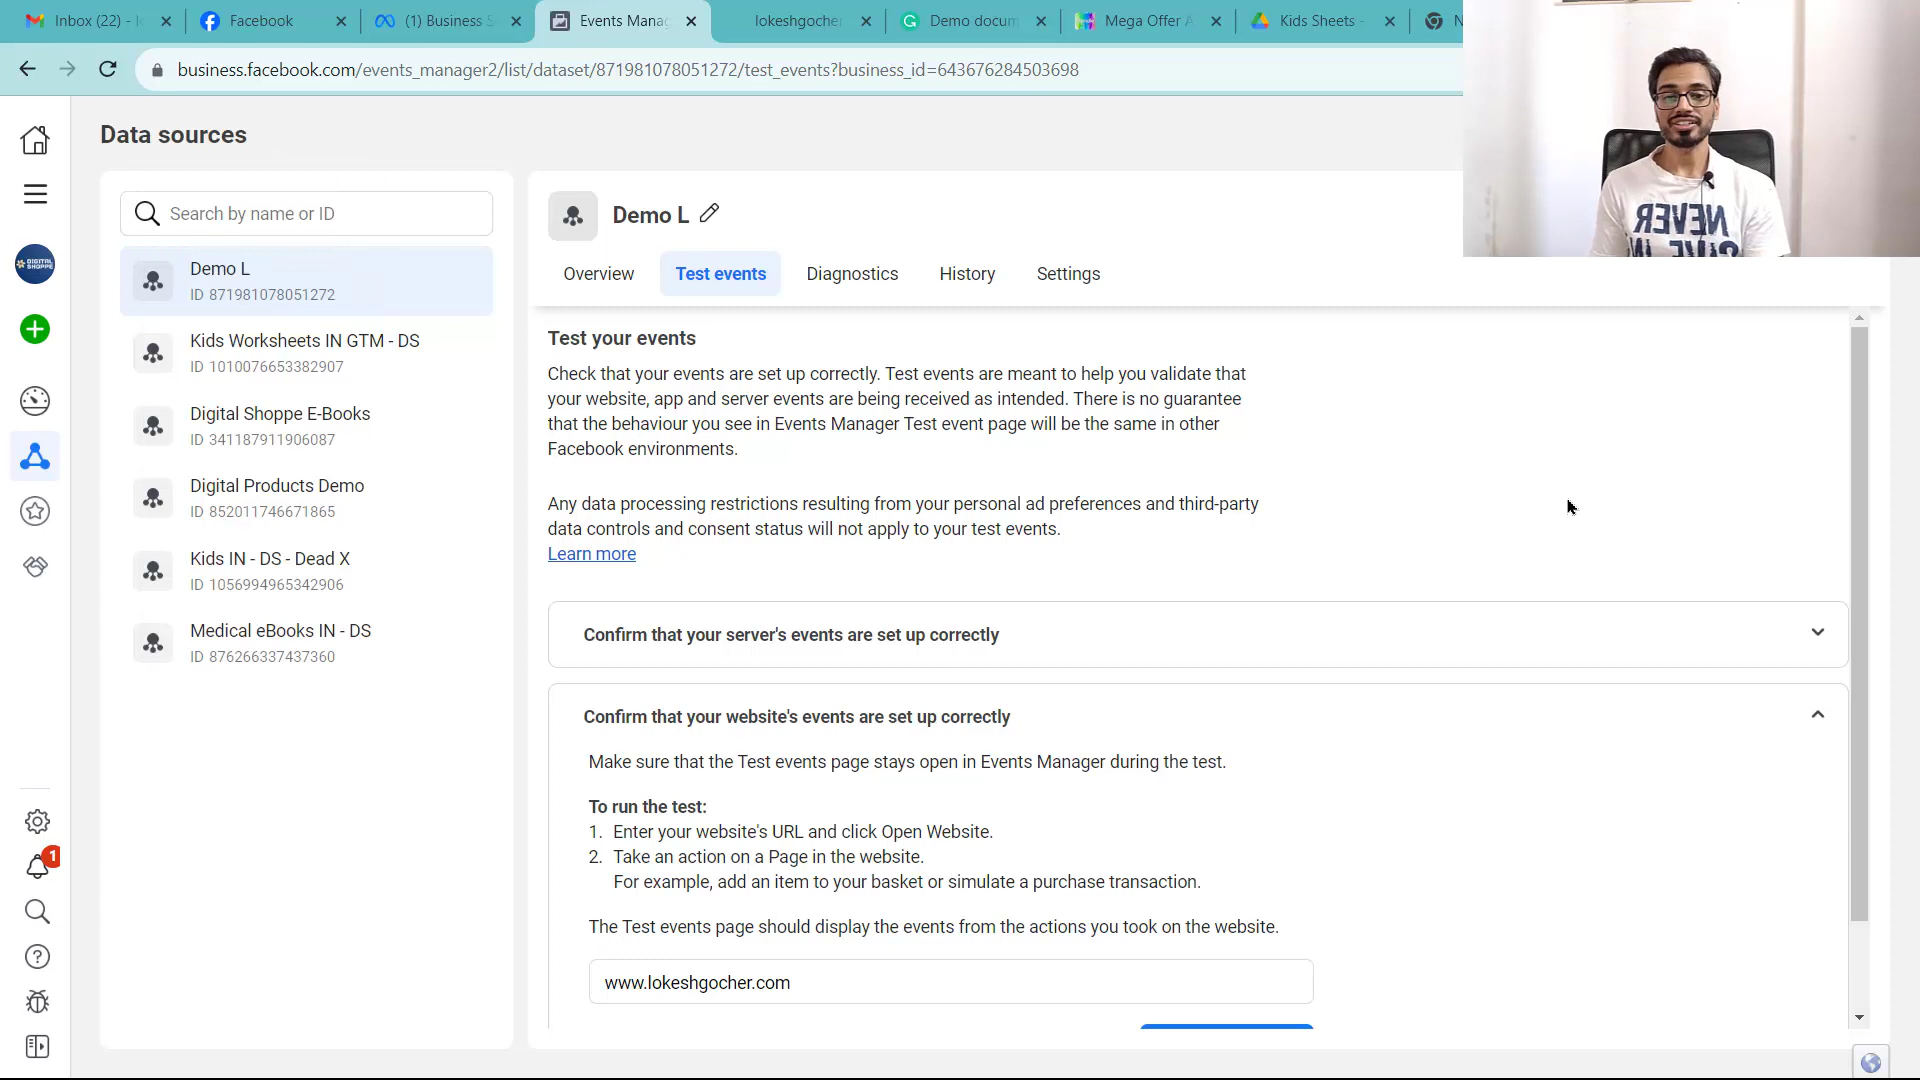 Inbox (22) -
Facebook
(1) Business S
Events Mana
lokeshgocher
Demo docum
Mega Offer A
Kids Sheets -
N
business.facebook.com/events_manager2/list/dataset/871981078051272/test_events?business_id=643676284503698
Data sources
Search by name or ID
Demo L
ID 871981078051272
Kids Worksheets IN GTM - DS
ID 1010076653382907
Digital Shoppe E-Books
ID 341187911906087
Digital Products Demo
ID 852011746671865
Kids IN - DS - Dead X
ID 1056994965342906
Medical eBooks IN - DS
ID 876266337437360
DIGITAL
SHOPPE
1
Demo L
Overview
Test events
Diagnostics
History
Settings
Test your events
Check that your events are set up correctly. Test events are meant to help you validate that
your website, app and server events are being received as intended. There is no guarantee
that the behaviour you see in Events Manager Test event page will be the same in other
Facebook environments.
Any data processing restrictions resulting from your personal ad preferences and third-party
data controls and consent status will not apply to your test events.
Learn more
Confirm that your server's events are set up correctly
Confirm that your website's events are set up correctly
Make sure that the Test events page stays open in Events Manager during the test.
To run the test:
1. Enter your website's URL and click Open Website.
2. Take an action on a Page in the website.
For example, add an item to your basket or simulate a purchase transaction.
The Test events page should display the events from the actions you took on the website.
www.lokeshgocher.com
NEVER